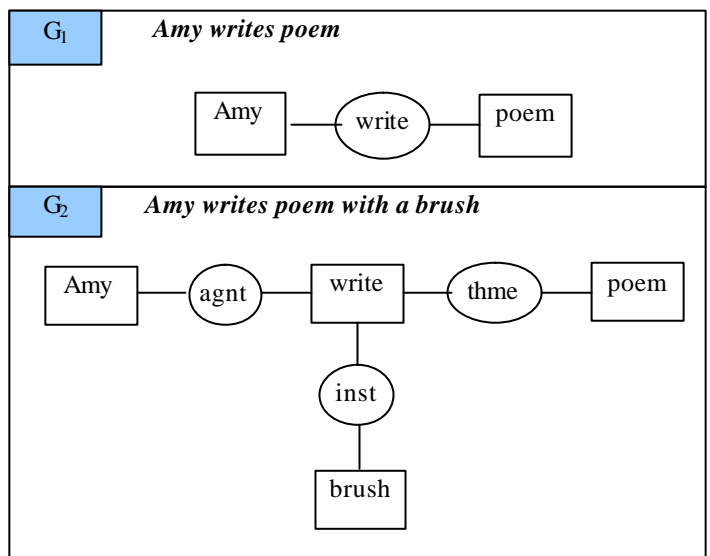 G1 Amy writes poem
Amy write poem
G2 Amy writes poem with a brush
Amy agnt write thme poem
inst
brush